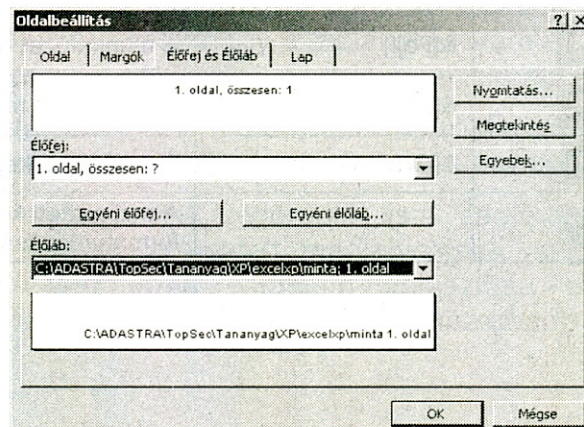 Oldalbeállítás
Oldal Margók Élőfej és Élőláb Lap
1. oldal, összesen: 1
Nyomtatás...
Megtekintés
Egyebek...
Élőfej:
1. oldal, összesen: ?
Egyéni élőfej... Egyéni élőláb...
Élőláb:
C:\ADASTRA\TopSec\Tananyag\XP\excelxp\minta; 1. oldal
C:\ADASTRA\TopSec\Tananyag\XP\excelxp\minta 1. oldal
OK Mégse